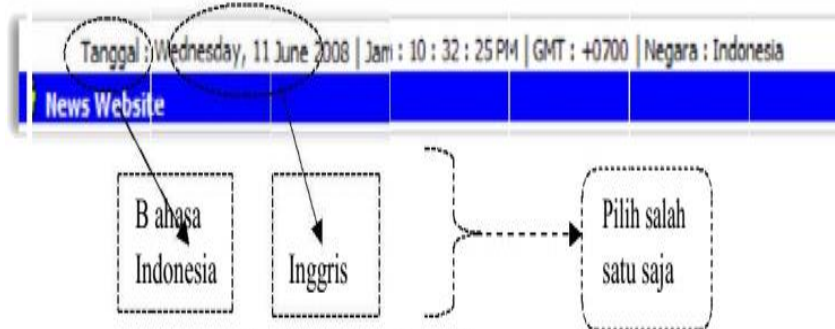 Tanggal : Wednesday, 11 June 2008 | Jam : 10 : 32 : 25 PM | GMT : +0700 | Negara : Indonesia
News Website
B ahasa
Indonesia
Inggris
Pilih salah
satu saja